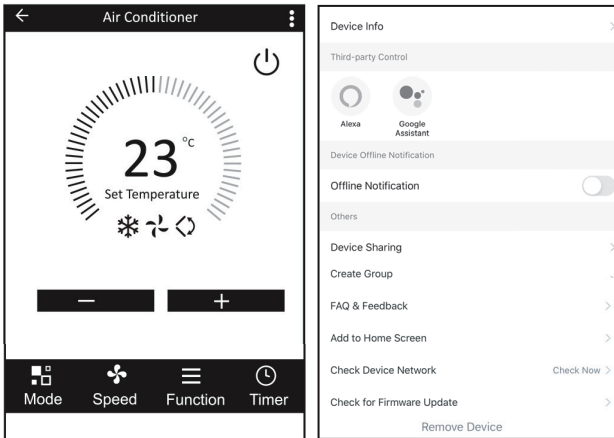 Air Conditioner
23 °C
Set Temperature
Mode
Speed
Function
Timer
Device Info
Third-party Control
Alexa
Google
Assistant
Device Offline Notification
Offline Notification
Others
Device Sharing
Create Group
FAQ & Feedback
Add to Home Screen
Check Device Network
Check Now
Check for Firmware Update
Remove Device